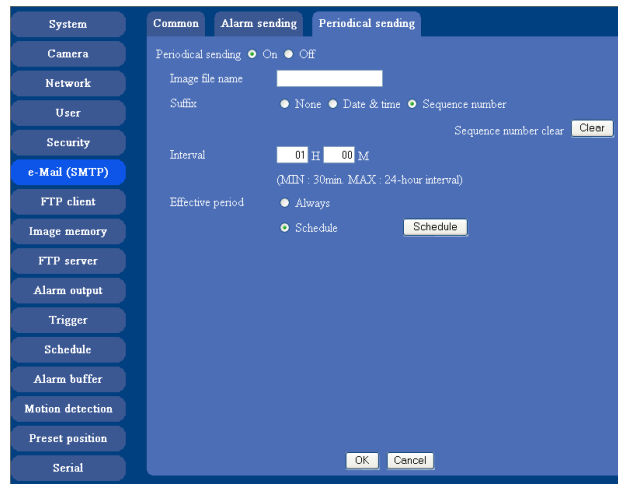 System
Camera
Network
User
Security
e-Mail (SMTP)
FTP client
Image memory
FTP server
Alarm output
Trigger
Schedule
Alarm buffer
Motion detection
Preset position
Serial
Common Alarm sending Periodical sending
Periodical sending On Off
Image file name
Suffix None Date & time Sequence number
Sequence number clear Clear
Interval 01 H 00 M
(MIN : 30min. MAX : 24-hour interval)
Effective period Always
Schedule Schedule
OK Cancel